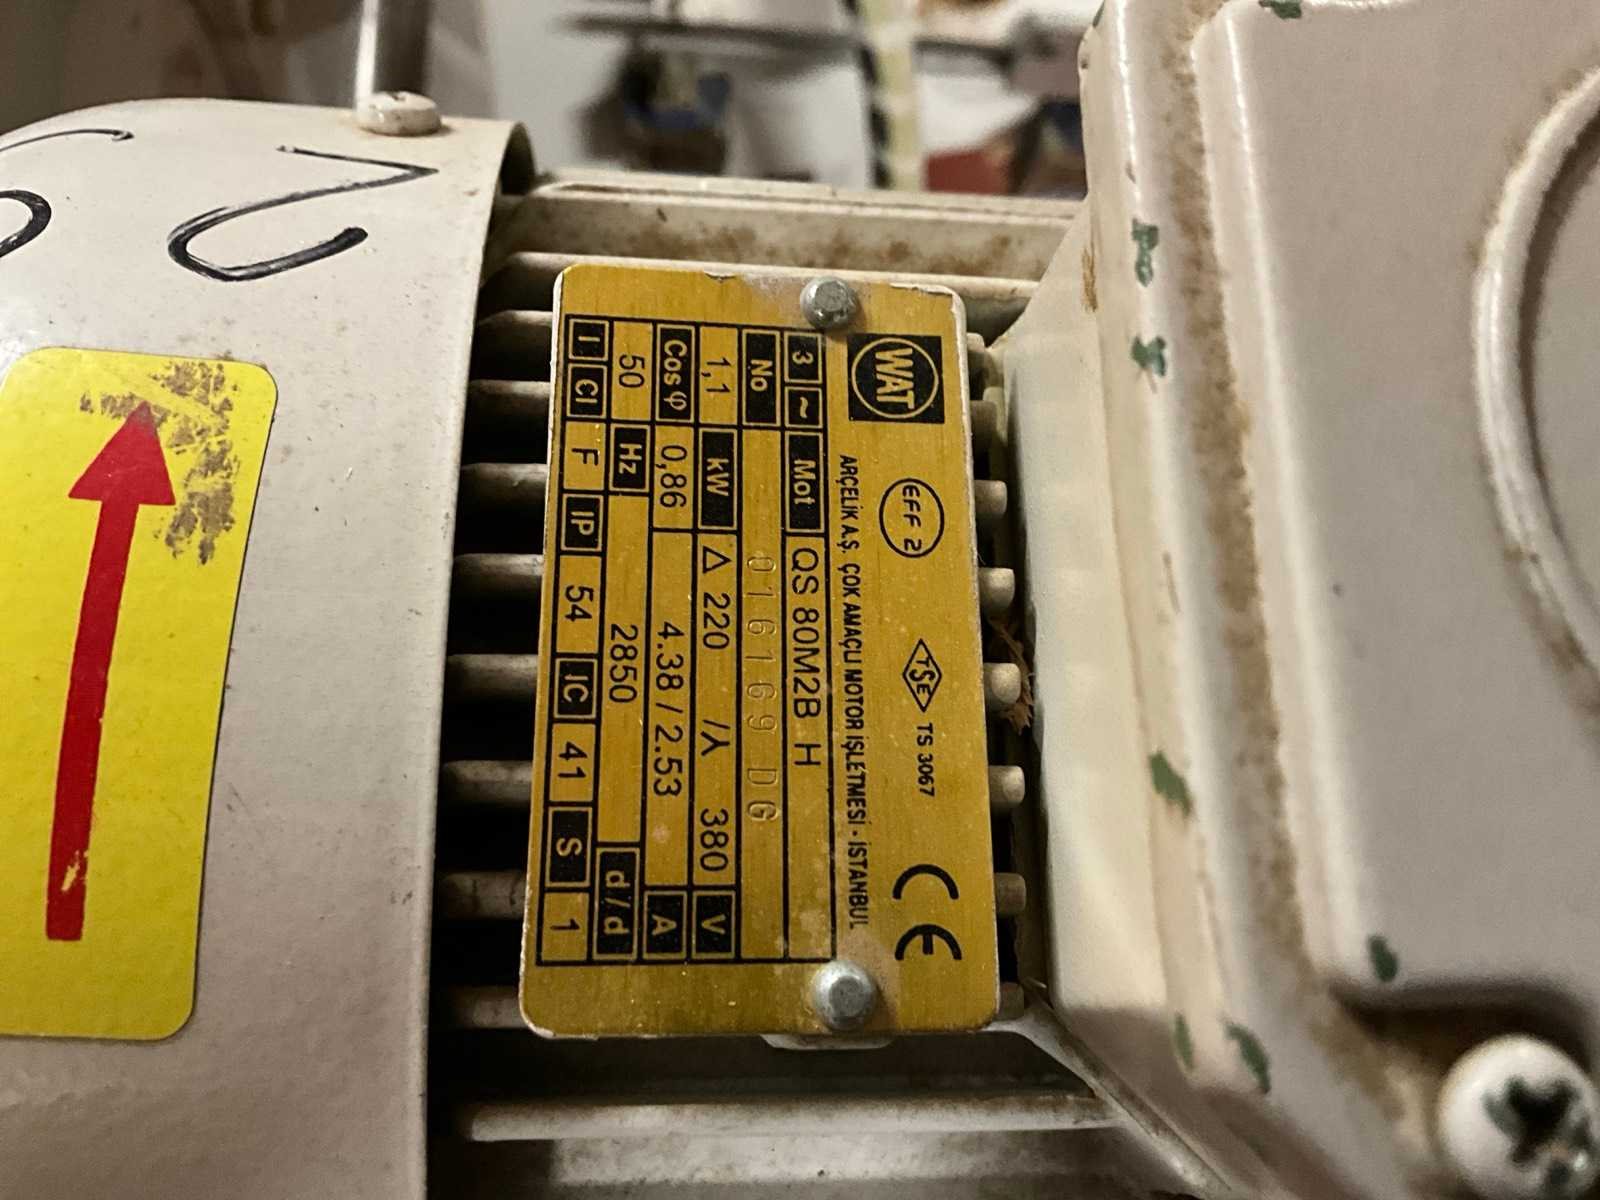 WAT
EFF 2
TSE
TS 3067
CE
ARÇELİK A.Ş. ÇOK AMAÇLI MOTOR İŞLETMESİ - İSTANBUL
3 ~ Mot QS 80M2B H
No 016169 DG
1,1 kW Δ 220 /⅄ 380 V
Cos φ 0,86 4.38 / 2.53 A
50 Hz 2850 d/d
I Cl F IP 54 IC 41 S 1